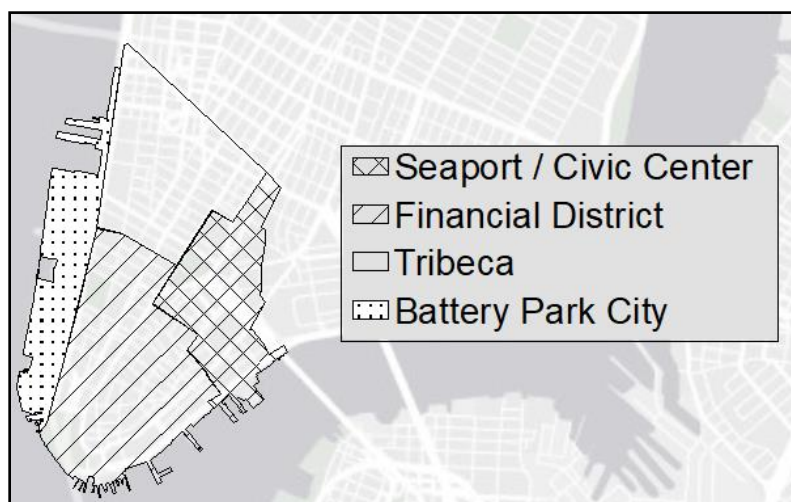 Seaport / Civic Center
Financial District
Tribeca
Battery Park City